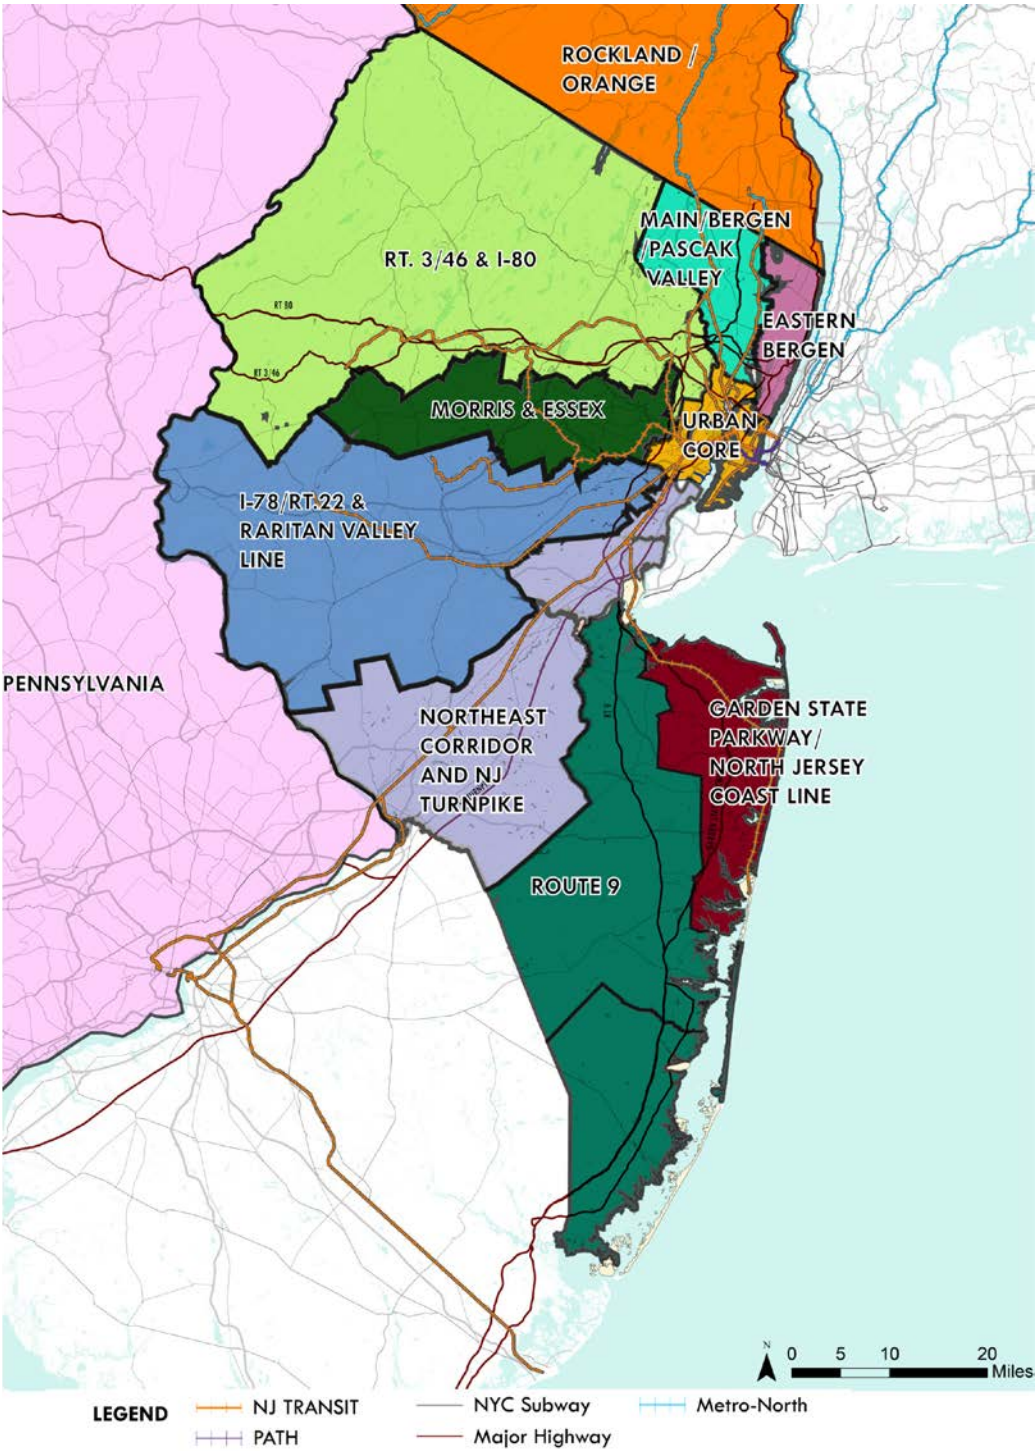 ROCKLAND /
ORANGE
MAIN/BERGEN
/PASCAK
VALLEY
RT. 3/46 & I-80
RT 80
EASTERN
BERGEN
RT 3/46
MORRIS & ESSEX
URBAN
CORE
I-78/RT.22 &
RARITAN VALLEY
LINE
PENNSYLVANIA
NORTHEAST
CORRIDOR
AND NJ
TURNPIKE
RT 9
GARDEN STATE
PARKWAY/
NORTH JERSEY
COAST LINE
ROUTE 9
N
0 5 10 20
Miles
LEGEND
NJ TRANSIT
NYC Subway
Metro-North
PATH
Major Highway